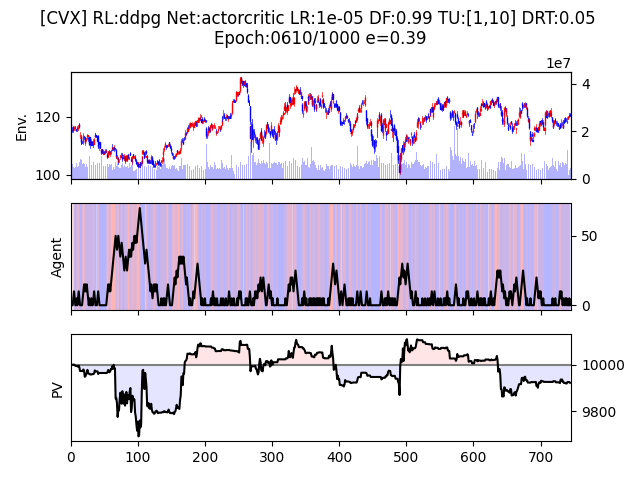 [CVX] RL:ddpg Net:actorcritic LR:1e-05 DF:0.99 TU:[1,10] DRT:0.05
Epoch:0610/1000 e=0.39
1e7
Env.
120
100
4
2
0
Agent
50
0
PV
10000
9800
0 100 200 300 400 500 600 700